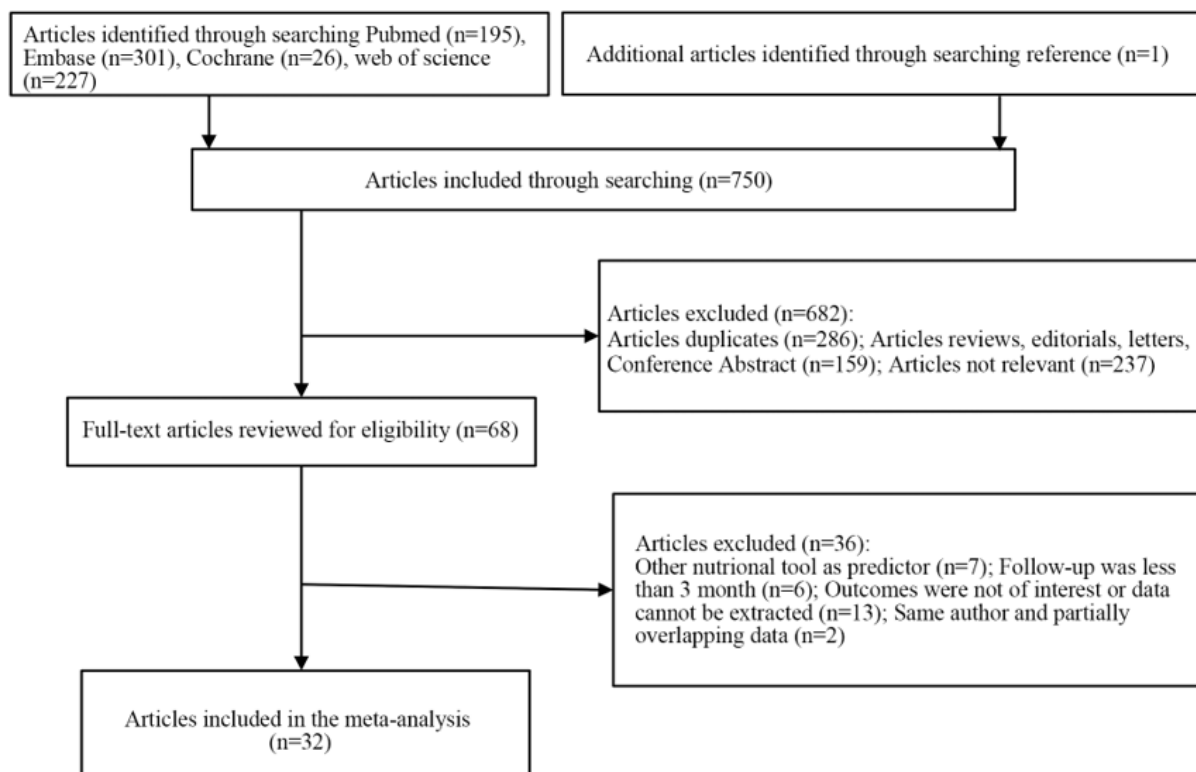 Articles identified through searching Pubmed (n=195),
Embase (n=301), Cochrane (n=26), web of science
(n=227)
Additional articles identified through searching reference (n=1)
Articles included through searching (n=750)
Articles excluded (n=682):
Articles duplicates (n=286); Articles reviews, editorials, letters,
Conference Abstract (n=159); Articles not relevant (n=237)
Full-text articles reviewed for eligibility (n=68)
Articles excluded (n=36):
Other nutrional tool as predictor (n=7); Follow-up was less
than 3 month (n=6); Outcomes were not of interest or data
cannot be extracted (n=13); Same author and partially
overlapping data (n=2)
Articles included in the meta-analysis
(n=32)